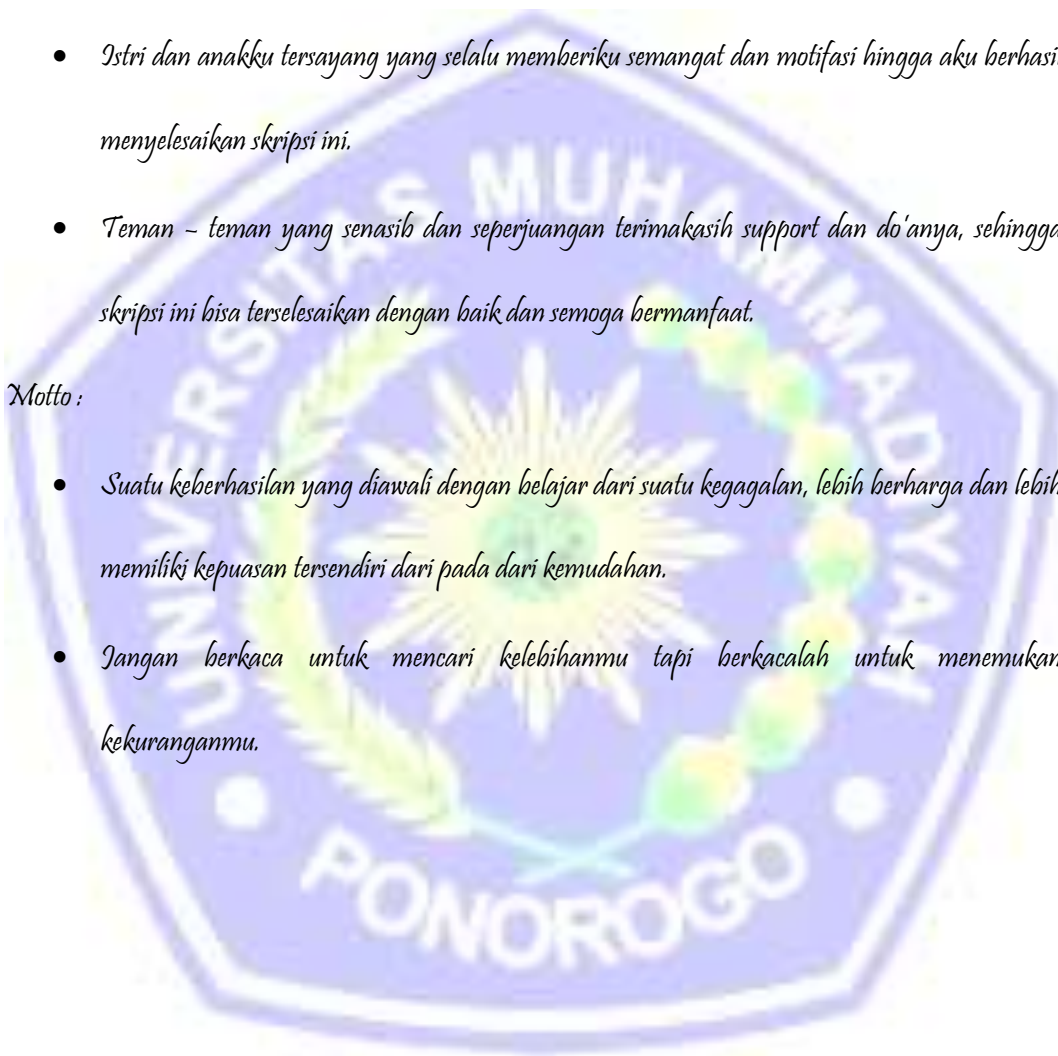 • Istri dan anakku tersayang yang selalu memberiku semangat dan motifasi hingga aku berhasil
menyelesaikan skripsi ini.
• Teman – teman yang senasib dan seperjuangan terimakasih support dan do'anya, sehingga
skripsi ini bisa terselesaikan dengan baik dan semoga bermanfaat.
Motto :
• Suatu keberhasilan yang diawali dengan belajar dari suatu kegagalan, lebih berharga dan lebih
memiliki kepuasan tersendiri dari pada dari kemudahan.
• Jangan berkaca untuk mencari kelebihanmu tapi berkacalah untuk menemukan
kekuranganmu.
UNIVERSITAS MUHAMMADIYAH
PONOROGO